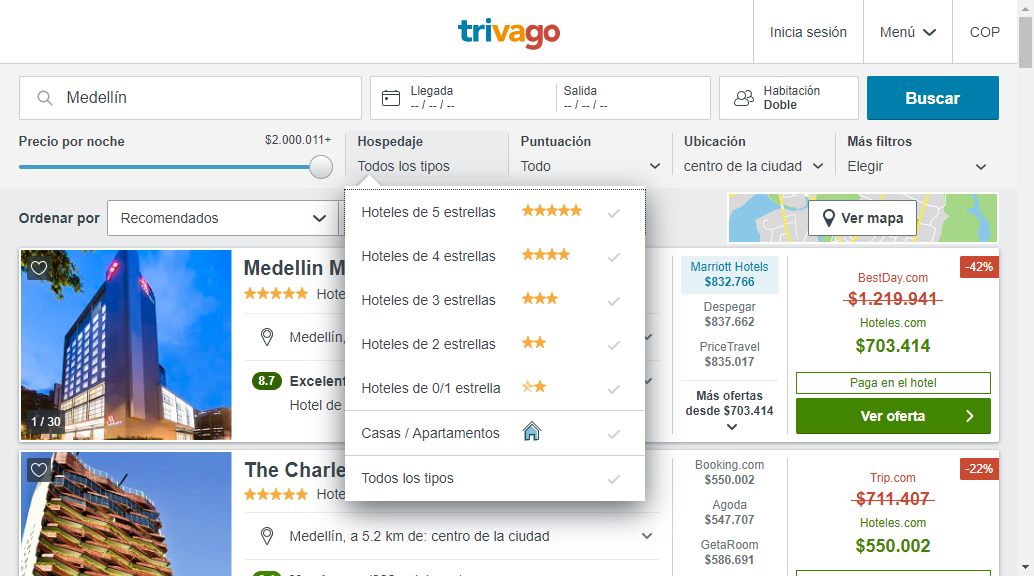 trivago
Inicia sesión
Menú
COP
Medellín
Llegada
-- / -- / --
Salida
-- / -- / --
Habitación
Doble
Buscar
Precio por noche
$2.000.011+
Hospedaje
Todos los tipos
Puntuación
Todo
Ubicación
centro de la ciudad
Más filtros
Elegir
Ordenar por
Recomendados
Ver mapa
Hoteles de 5 estrellas
Hoteles de 4 estrellas
Hoteles de 3 estrellas
Hoteles de 2 estrellas
Hoteles de 0/1 estrella
Casas / Apartamentos
Todos los tipos
1 / 30
Medellin M
Hote
Medellín,
8.7 Excelent
Hotel de
Marriott Hotels
$832.766
Despegar
$837.662
PriceTravel
$835.017
Más ofertas
desde $703.414
-42%
BestDay.com
$1.219.941
Hoteles.com
$703.414
Paga en el hotel
Ver oferta
The Charle
Hote
Medellín, a 5.2 km de: centro de la ciudad
Booking.com
$550.002
Agoda
$547.707
GetaRoom
$586.691
-22%
Trip.com
$711.407
Hoteles.com
$550.002